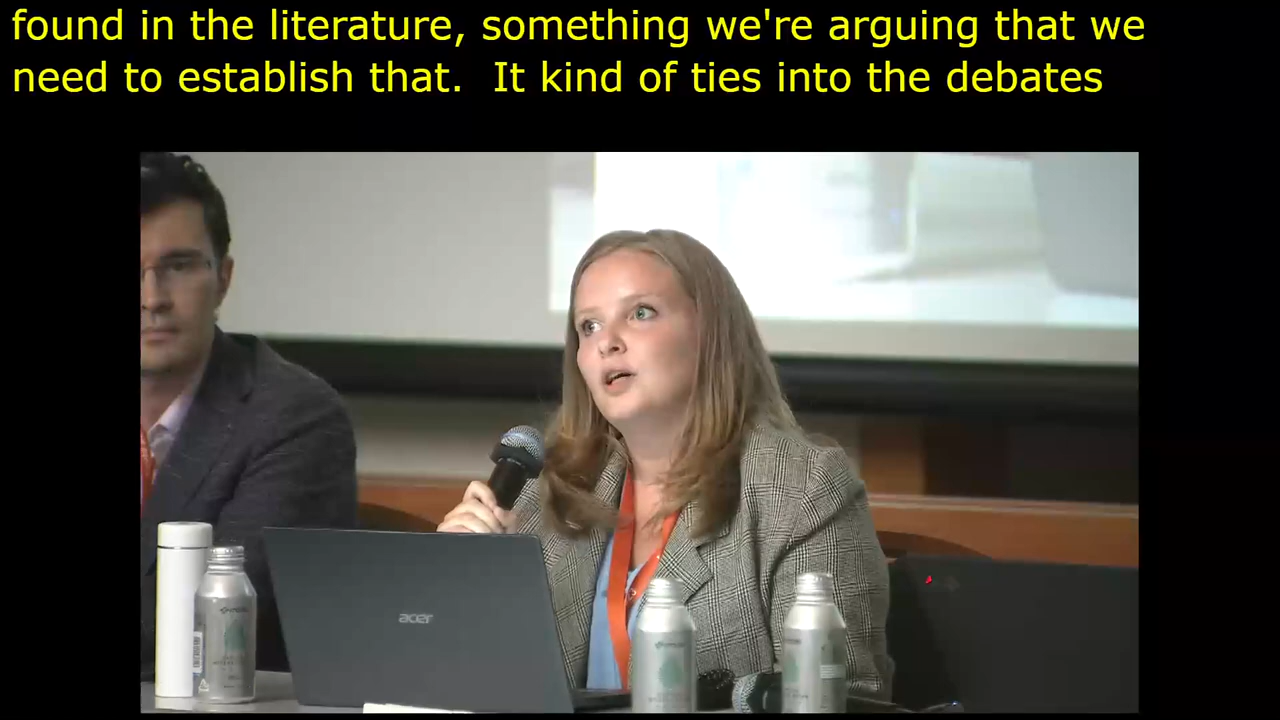 found in the literature, something we're arguing that we
need to establish that.  It kind of ties into the debates
acer